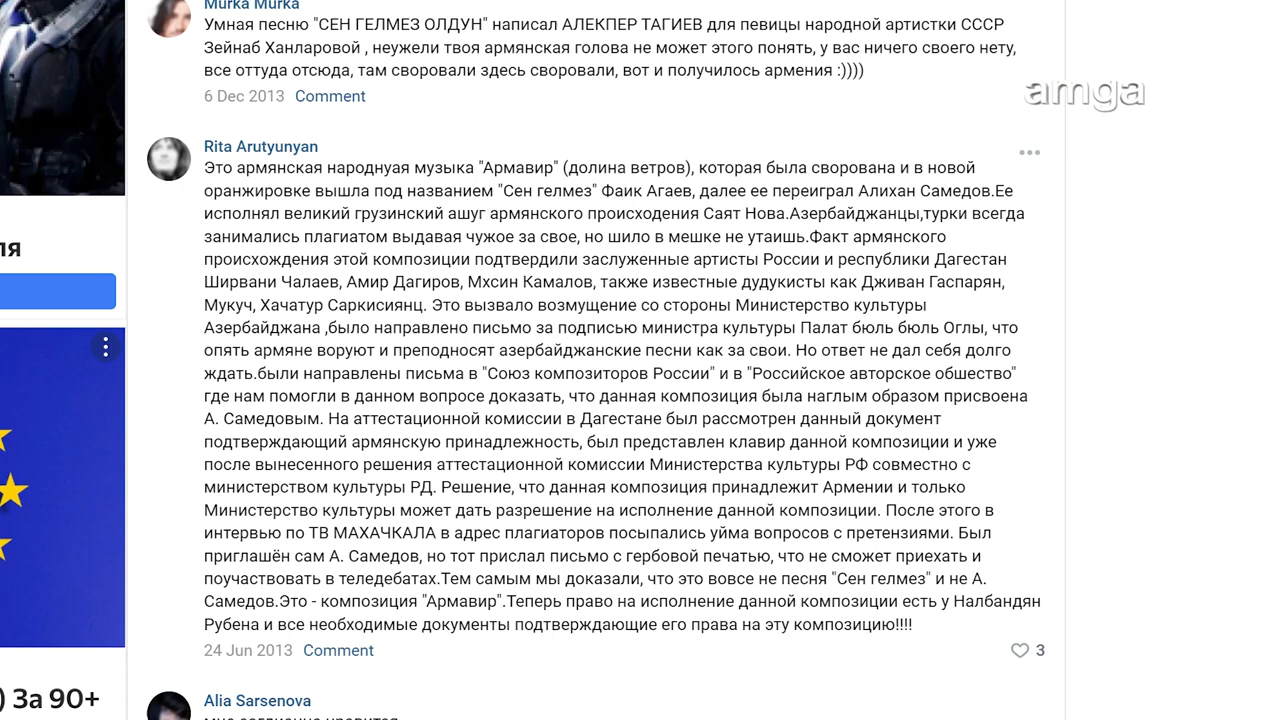 Murka Murka
Умная песню "СЕН ГЕЛМЕЗ ОЛДУН" написал АЛЕКПЕР ТАГИЕВ для певицы народной артистки СССР
Зейнаб Ханларовой , неужели твоя армянская голова не может этого понять, у вас ничего своего нету,
все оттуда отсюда, там своровали здесь своровали, вот и получилось армения :))))
6 Dec 2013 Comment
amga
Rita Arutyunyan
Это армянская народнуая музыка "Армавир" (долина ветров), которая была сворована и в новой
оранжировке вышла под названием "Сен гелмез" Фаик Агаев, далее ее переиграл Алихан Самедов.Ее
исполнял великий грузинский ашуг армянского происходения Саят Нова.Азербайджанцы,турки всегда
занимались плагиатом выдавая чужое за свое, но шило в мешке не утаишь.Факт армянского
происхождения этой композиции подтвердили заслуженные артисты России и республики Дагестан
Ширвани Чалаев, Амир Дагиров, Мхсин Камалов, также известные дудукисты как Дживан Гаспарян,
Мукуч, Хачатур Саркисиянц. Это вызвало возмущение со стороны Министерство культуры
Азербайджана ,было направлено письмо за подписью министра культуры Палат бюль бюль Оглы, что
опять армяне воруют и преподносят азербайджанские песни как за свои. Но ответ не дал себя долго
ждать.были направлены письма в "Союз композиторов России" и в "Российское авторское обшество"
где нам помогли в данном вопросе доказать, что данная композиция была наглым образом присвоена
А. Самедовым. На аттестационной комиссии в Дагестане был рассмотрен данный документ
подтверждающий армянскую принадлежность, был представлен клавир данной композиции и уже
после вынесенного решения аттестационной комиссии Министерства культуры РФ совместно с
министерством культуры РД. Решение, что данная композиция принадлежит Армении и только
Министерство культуры может дать разрешение на исполнение данной композиции. После этого в
интервью по ТВ МАХАЧКАЛА в адрес плагиаторов посыпались уйма вопросов с претензиями. Был
приглашён сам А. Самедов, но тот прислал письмо с гербовой печатью, что не сможет приехать и
поучаствовать в теледебатах.Тем самым мы доказали, что это вовсе не песня "Сен гелмез" и не А.
Самедов.Это - композиция "Армавир".Теперь право на исполнение данной композиции есть у Налбандян
Рубена и все необходимые документы подтверждающие его права на эту композицию!!!!
24 Jun 2013 Comment
3
Alia Sarsenova
ля
) За 90+